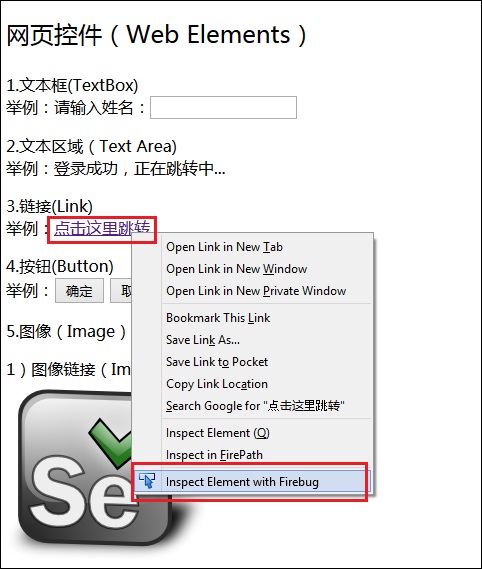 网页控件（Web Elements）
1.文本框(TextBox)
举例：请输入姓名：
2.文本区域（Text Area)
举例：登录成功，正在跳转中...
3.链接(Link)
举例：点击这里跳转
Open Link in New Tab
Open Link in New Window
Open Link in New Private Window
Bookmark This Link
Save Link As...
Save Link to Pocket
Copy Link Location
Search Google for "点击这里跳转"
Inspect Element (Q)
Inspect in FirePath
Inspect Element with Firebug
4.按钮(Button)
举例：确定
5.图像（Image）
1）图像链接（Im
Se